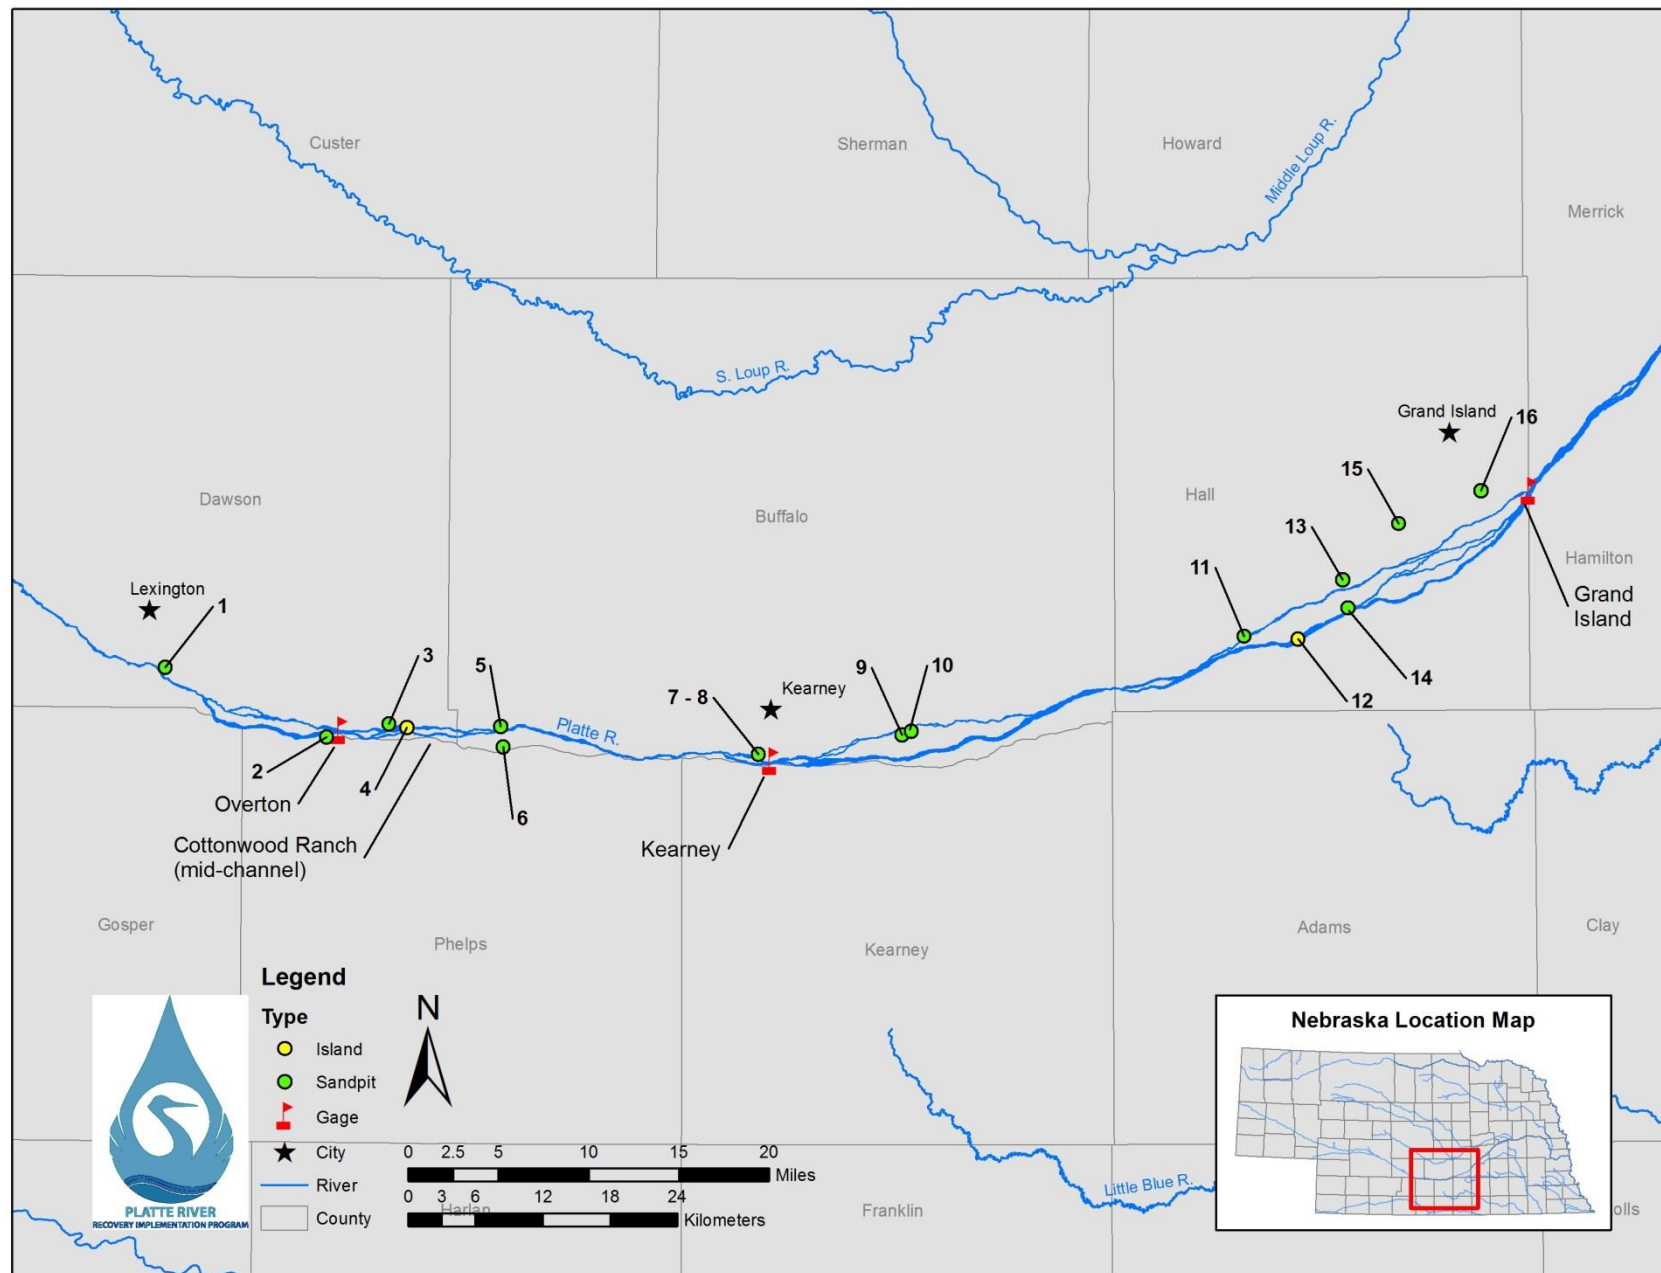 Custer
Sherman
Howard
Middle Loup R.
Merrick
S. Loup R.
Grand Island
16
15
Hall
Dawson
Buffalo
13
Hamilton
11
Lexington
1
Grand
Island
3
5
9
10
14
7 - 8
Kearney
12
Platte R.
2
4
Overton
6
Cottonwood Ranch
(mid-channel)
Kearney
Gosper
Phelps
Kearney
Adams
Clay
Legend
Type
Island
Sandpit
Gage
City
River
County
N
0 2.5 5 10 15 20
Miles
0 3 6 12 18 24
Kilometers
Harlan
Franklin
Little Blue R.
Nebraska Location Map
olls
PLATTE RIVER
RECOVERY IMPLEMENTATION PROGRAM